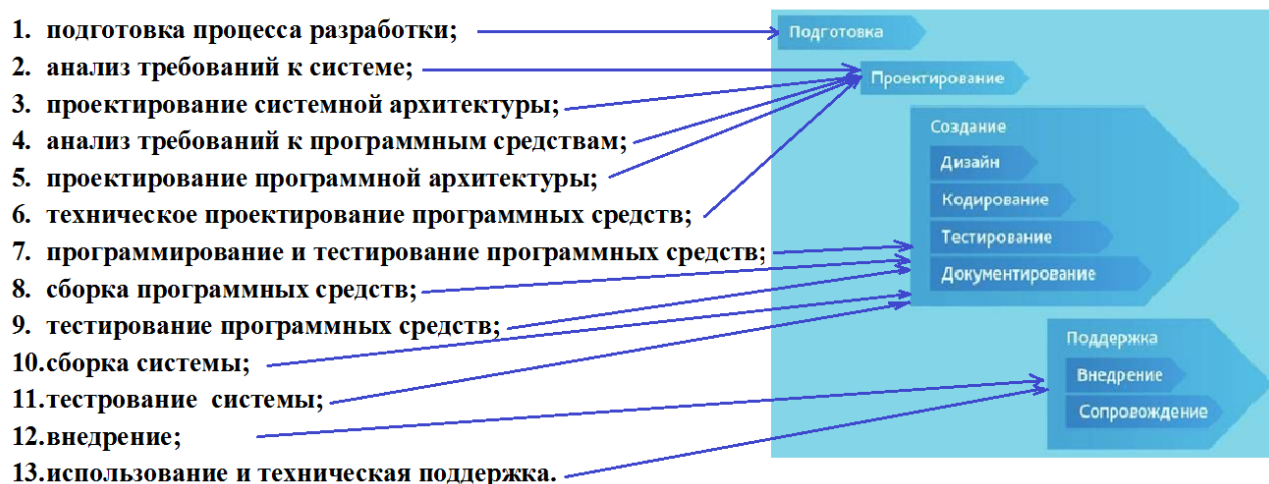 1. подготовка процесса разработки;
2. анализ требований к системе;
3. проектирование системной архитектуры;
4. анализ требований к программным средствам;
5. проектирование программной архитектуры;
6. техническое проектирование программных средств;
7. программирование и тестирование программных средств;
8. сборка программных средств;
9. тестирование программных средств;
10.сборка системы;
11.тестрование системы;
12.внедрение;
13.использование и техническая поддержка.
Подготовка
Проектирование
Создание
Дизайн
Кодирование
Тестирование
Документирование
Поддержка
Внедрение
Сопровождение